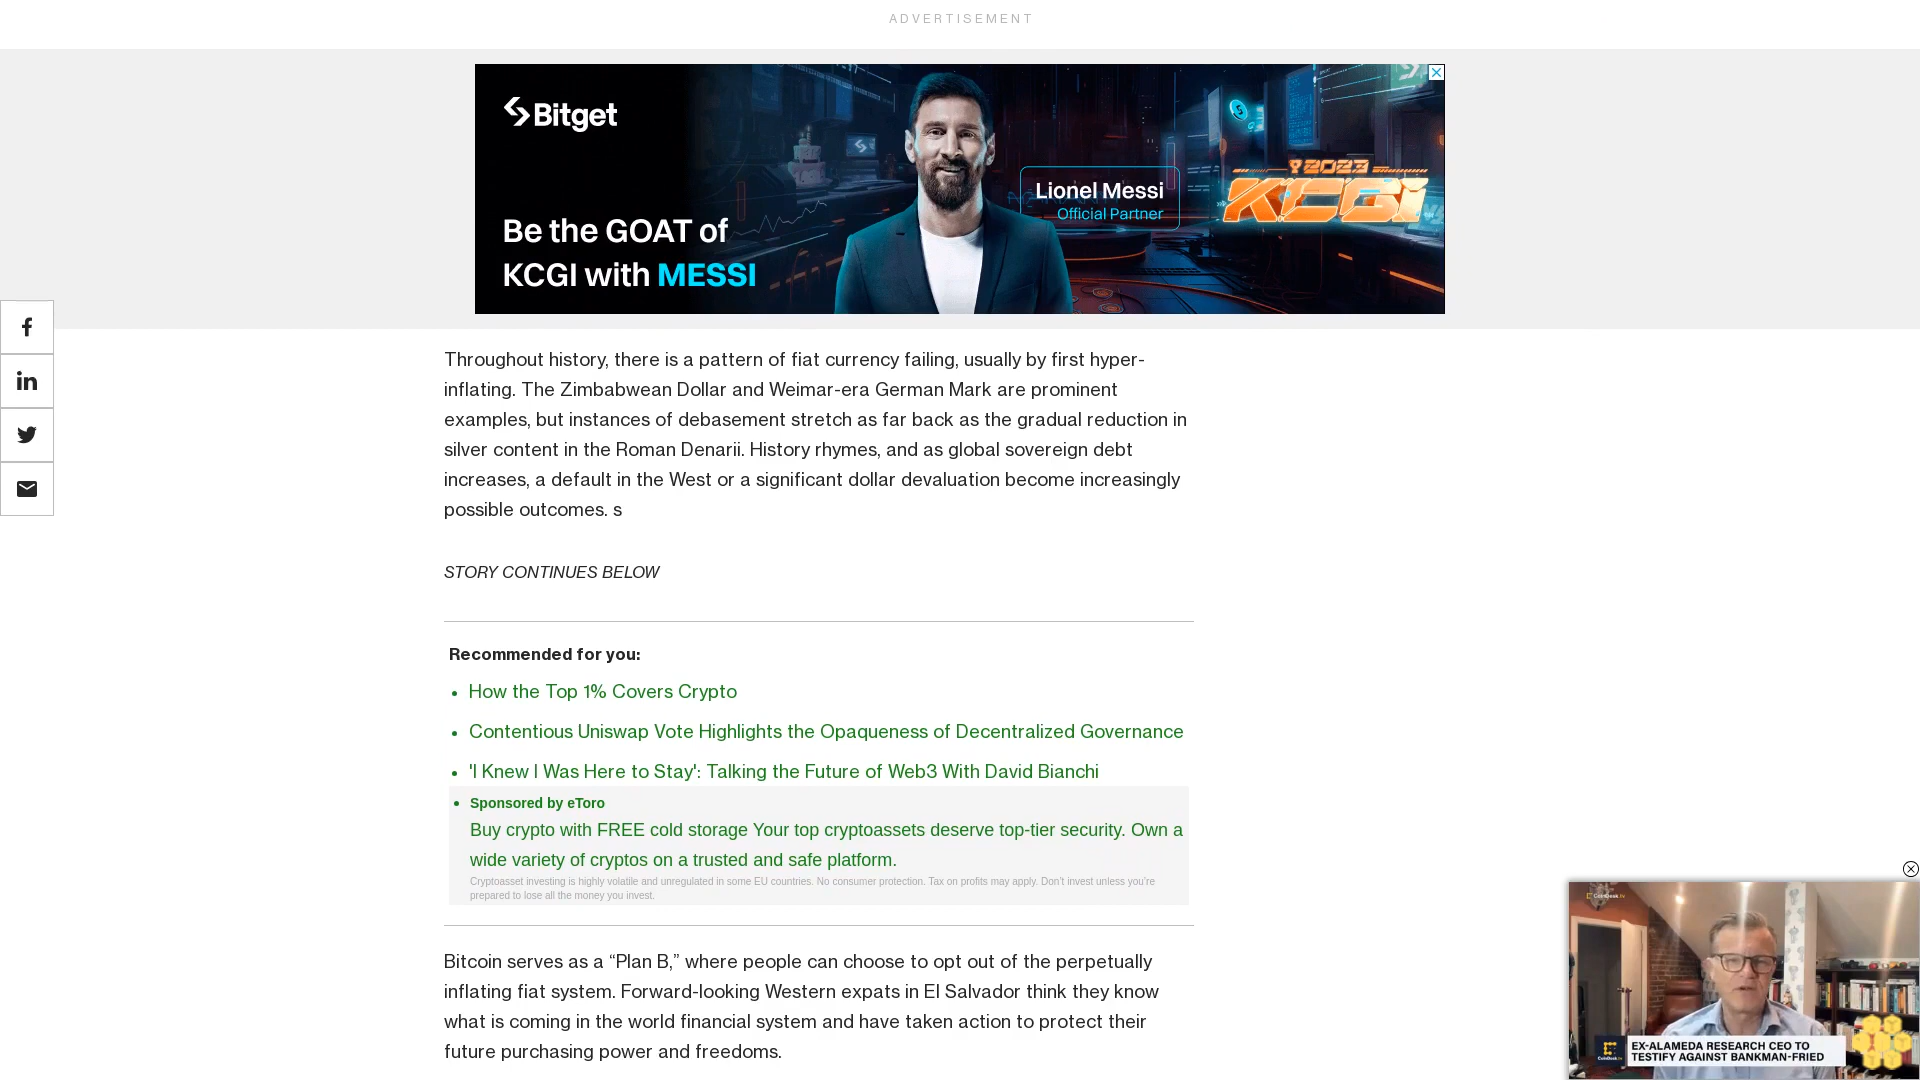 ADVERTISEMENT
Bitget
Lionel Messi
Official Partner
Y2023
KCGI
Be the GOAT of
KCGI with MESSI
Throughout history, there is a pattern of fiat currency failing, usually by first hyper-
inflating. The Zimbabwean Dollar and Weimar-era German Mark are prominent
examples, but instances of debasement stretch as far back as the gradual reduction in
silver content in the Roman Denarii. History rhymes, and as global sovereign debt
increases, a default in the West or a significant dollar devaluation become increasingly
possible outcomes. s
STORY CONTINUES BELOW
Recommended for you:
• How the Top 1% Covers Crypto
• Contentious Uniswap Vote Highlights the Opaqueness of Decentralized Governance
• 'I Knew I Was Here to Stay': Talking the Future of Web3 With David Bianchi
• Sponsored by eToro
Buy crypto with FREE cold storage Your top cryptoassets deserve top-tier security. Own a
wide variety of cryptos on a trusted and safe platform.
Cryptoasset investing is highly volatile and unregulated in some EU countries. No consumer protection. Tax on profits may apply. Don't invest unless you're
prepared to lose all the money you invest.
Bitcoin serves as a “Plan B,” where people can choose to opt out of the perpetually
inflating fiat system. Forward-looking Western expats in El Salvador think they know
what is coming in the world financial system and have taken action to protect their
future purchasing power and freedoms.
CoinDesk tv
EX-ALAMEDA RESEARCH CEO TO
TESTIFY AGAINST BANKMAN-FRIED
CoinDesk tv